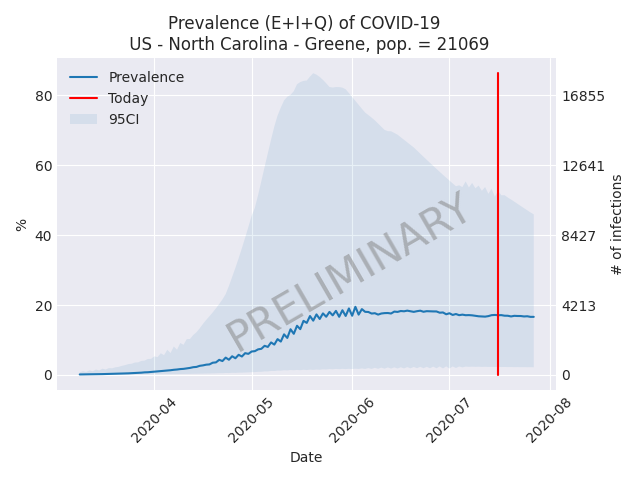 Prevalence (E+I+Q) of COVID-19
US - North Carolina - Greene, pop. = 21069
Prevalence
Today
95CI
%
80
60
40
20
0
16855
12641
8427
4213
0
# of infections
PRELIMINARY
2020-04
2020-05
2020-06
2020-07
2020-08
Date